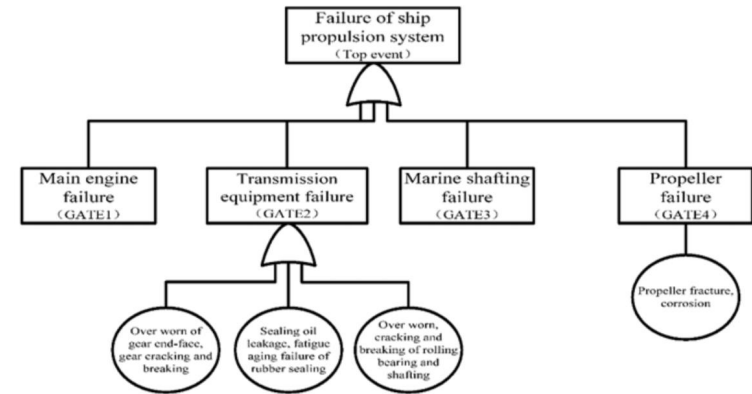 Failure of ship
propulsion system
（Top event）
Main engine
failure
（GATE1）
Transmission
equipment failure
（GATE2）
Marine shafting
failure
（GATE3）
Propeller
failure
（GATE4）
Over worn of
gear end-face,
gear cracking and
breaking
Sealing oil
leakage, fatigue
aging failure of
rubber sealing
Over worn,
cracking and
breaking of rolling
bearing and
shafting
Propeller fracture,
corrosion